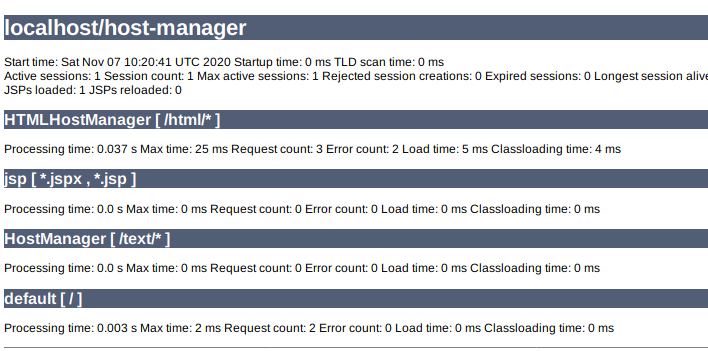 localhost/host-manager
Start time: Sat Nov 07 10:20:41 UTC 2020 Startup time: 0 ms TLD scan time: 0 ms
Active sessions: 1 Session count: 1 Max active sessions: 1 Rejected session creations: 0 Expired sessions: 0 Longest session alive
JSPs loaded: 1 JSPs reloaded: 0
HTMLHostManager [ /html/* ]
Processing time: 0.037 s Max time: 25 ms Request count: 3 Error count: 2 Load time: 5 ms Classloading time: 4 ms
jsp [ *.jspx , *.jsp ]
Processing time: 0.0 s Max time: 0 ms Request count: 0 Error count: 0 Load time: 0 ms Classloading time: 0 ms
HostManager [ /text/* ]
Processing time: 0.0 s Max time: 0 ms Request count: 0 Error count: 0 Load time: 0 ms Classloading time: 0 ms
default [ / ]
Processing time: 0.003 s Max time: 2 ms Request count: 2 Error count: 0 Load time: 0 ms Classloading time: 0 ms